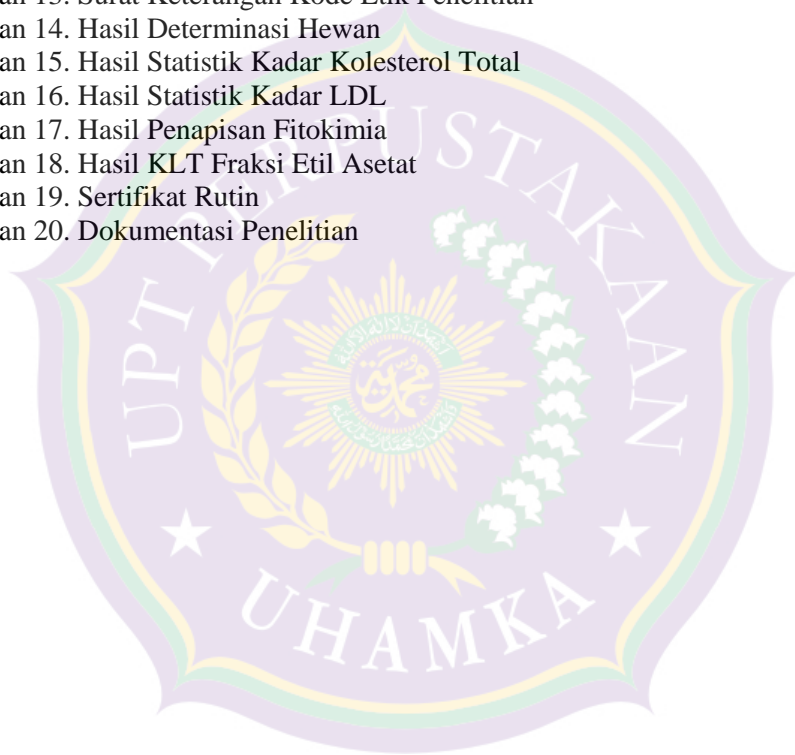 an 13. Surat Keterangan Kode Etik Penelitian
an 14. Hasil Determinasi Hewan
an 15. Hasil Statistik Kadar Kolesterol Total
an 16. Hasil Statistik Kadar LDL
an 17. Hasil Penapisan Fitokimia
an 18. Hasil KLT Fraksi Etil Asetat
an 19. Sertifikat Rutin
an 20. Dokumentasi Penelitian
UPT PERPUSTAKAAN
UHAMKA